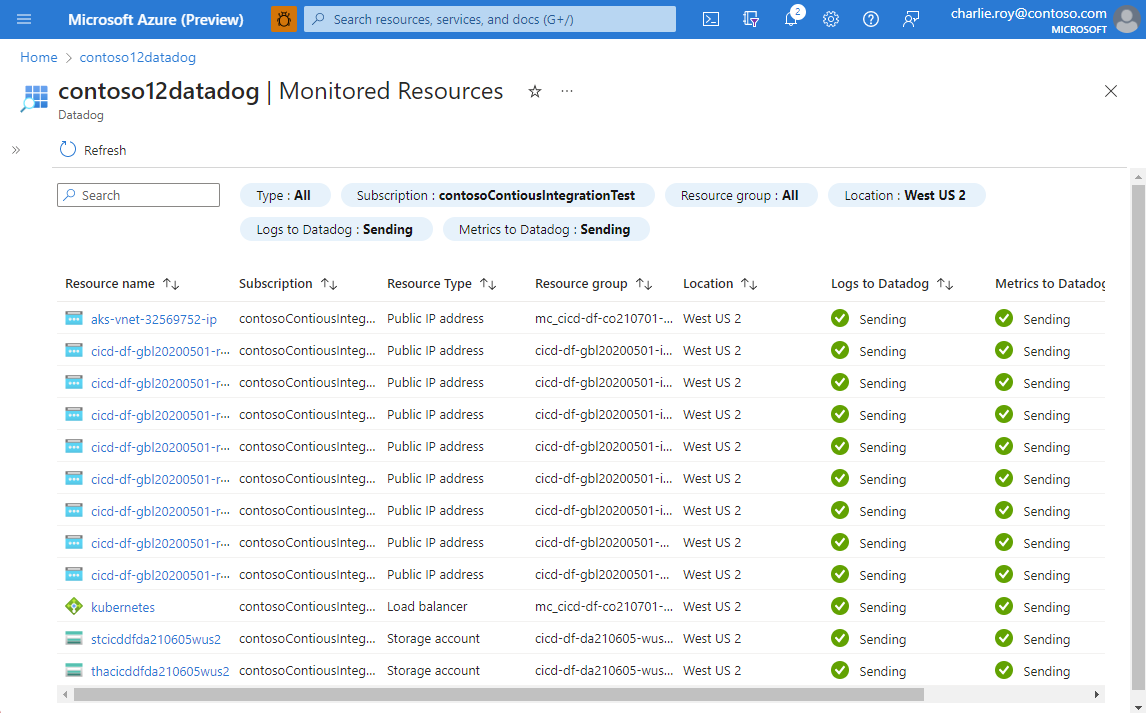 Microsoft Azure (Preview) Search resources, services, and docs (G+/) 2 charlie.roy@contoso.com
MICROSOFT
Home > contoso12datadog
contoso12datadog | Monitored Resources
Datadog
Refresh
Search Type : All Subscription : contosoContiousIntegrationTest Resource group : All Location : West US 2
Logs to Datadog : Sending Metrics to Datadog : Sending
Resource name Subscription Resource Type Resource group Location Logs to Datadog Metrics to Datadog
aks-vnet-32569752-ip contosoContiousInteg... Public IP address mc_cicd-df-co210701-... West US 2 Sending Sending
cicd-df-gbl20200501-r... contosoContiousInteg... Public IP address cicd-df-gbl20200501-i... West US 2 Sending Sending
cicd-df-gbl20200501-r... contosoContiousInteg... Public IP address cicd-df-gbl20200501-i... West US 2 Sending Sending
cicd-df-gbl20200501-r... contosoContiousInteg... Public IP address cicd-df-gbl20200501-i... West US 2 Sending Sending
cicd-df-gbl20200501-r... contosoContiousInteg... Public IP address cicd-df-gbl20200501-i... West US 2 Sending Sending
cicd-df-gbl20200501-r... contosoContiousInteg... Public IP address cicd-df-gbl20200501-i... West US 2 Sending Sending
cicd-df-gbl20200501-r... contosoContiousInteg... Public IP address cicd-df-gbl20200501-i... West US 2 Sending Sending
cicd-df-gbl20200501-r... contosoContiousInteg... Public IP address cicd-df-gbl20200501-... West US 2 Sending Sending
cicd-df-gbl20200501-r... contosoContiousInteg... Public IP address cicd-df-gbl20200501-... West US 2 Sending Sending
kubernetes contosoContiousInteg... Load balancer mc_cicd-df-co210701-... West US 2 Sending Sending
stcicddfda210605wus2 contosoContiousInteg... Storage account cicd-df-da210605-wus... West US 2 Sending Sending
thacicddfda210605wus2 contosoContiousInteg... Storage account cicd-df-da210605-wus... West US 2 Sending Sending